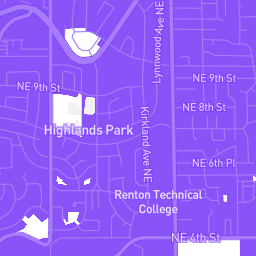 Lynnwood Ave NE
NE 9th St
NE 9th St
NE 8th St
Kirkland Ave NE
Highlands Park
NE 6th Pl
Renton Technical
College
NE 4th St